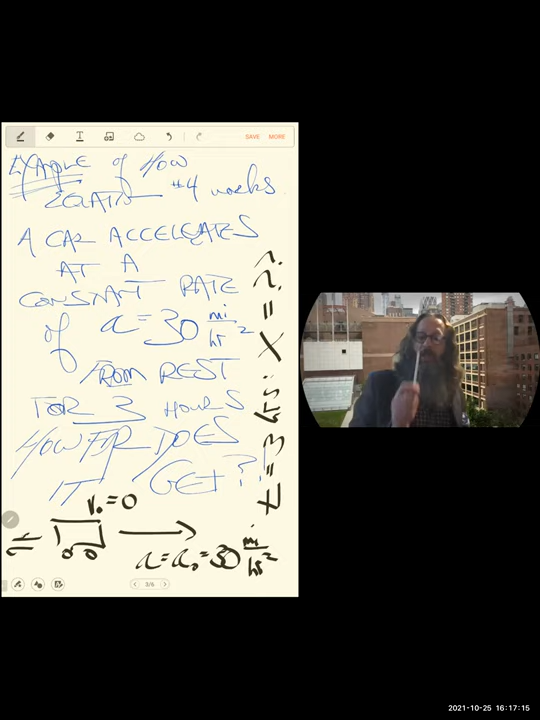 SAVE MORE
EXAMPLE of HOW
EQUATION #4 works
A CAR ACCELERATES
AT A
CONSTANT RATE
of a = 30 mi/hr²
FROM REST
FOR 3 HOURS
HOW FAR DOES
IT GET?
t = 3 hrs: X = ?
V₀ = 0
a = a₀ = 30 mi/hr²
3/6
2021-10-25 16:17:15